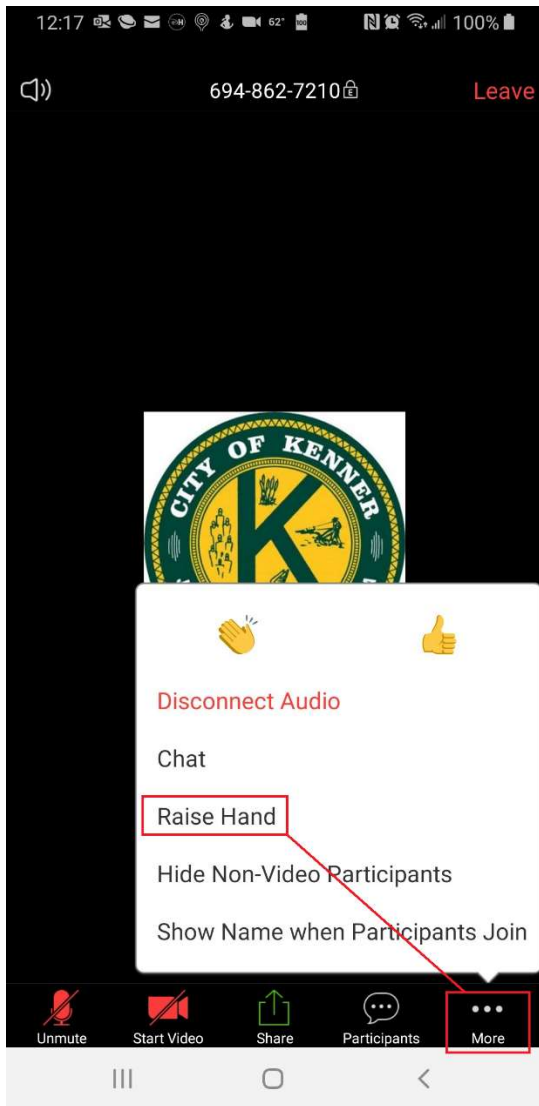 12:17 62° 100 100%
694-862-7210 Leave
CITY OF KENNER
K
Disconnect Audio
Chat
Raise Hand
Hide Non-Video Participants
Show Name when Participants Join
Unmute Start Video Share Participants More